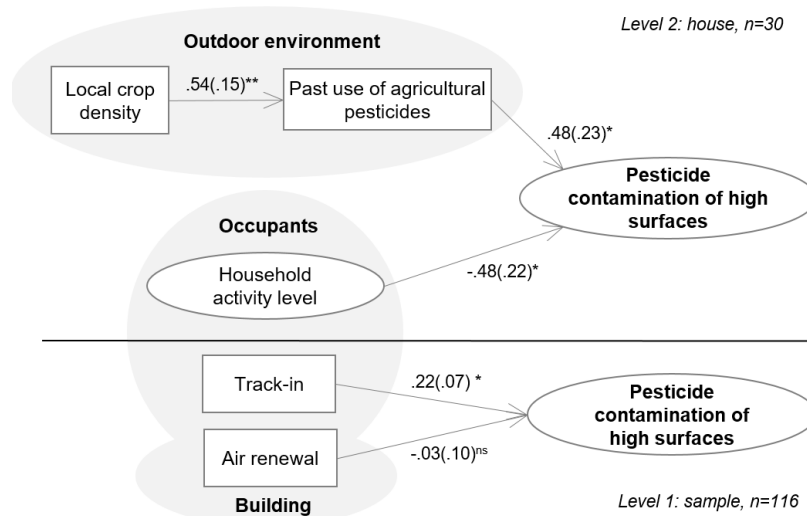 Level 2: house, n=30
Outdoor environment
Local crop
density
.54(.15)**
Past use of agricultural
pesticides
.48(.23)*
Pesticide
contamination of high
surfaces
Occupants
Household
activity level
-.48(.22)*
Track-in
.22(.07) *
Pesticide
contamination of
high surfaces
Air renewal
-.03(.10)ns
Building
Level 1: sample, n=116